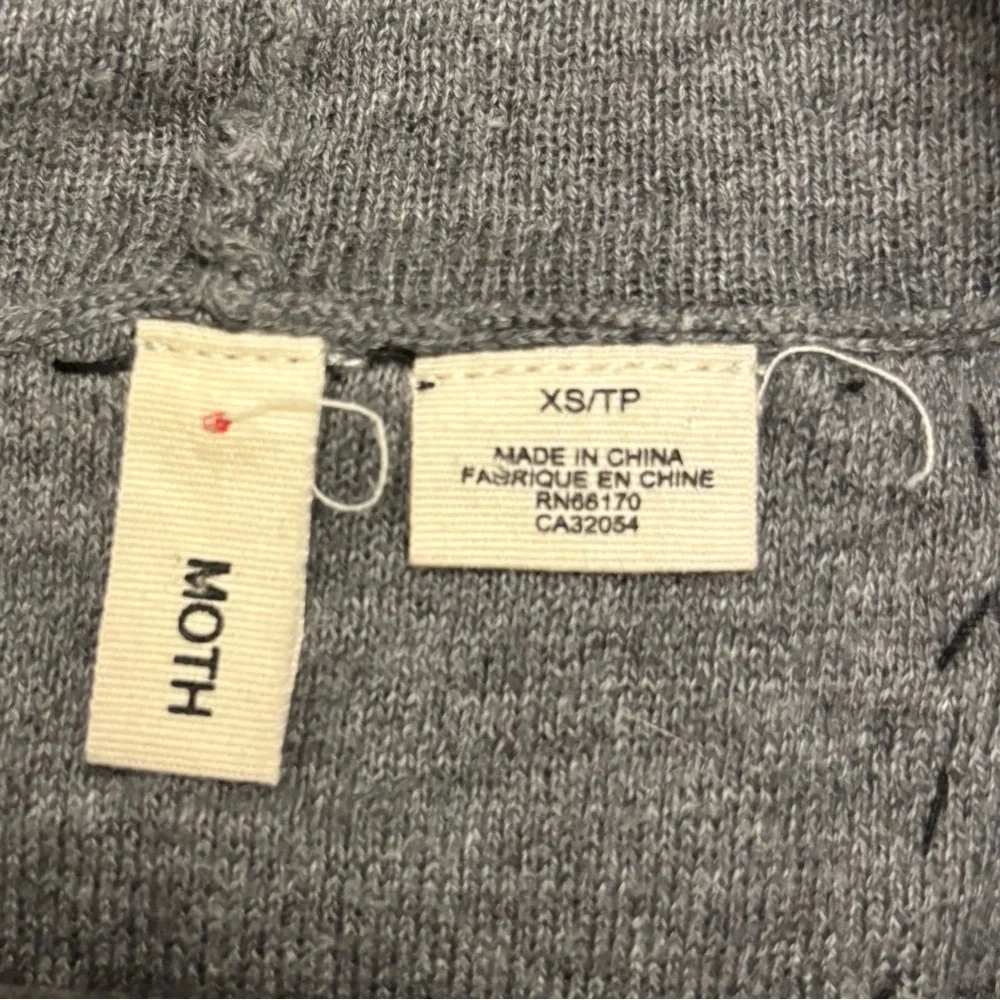 MOTH
XS/TP
MADE IN CHINA
FABRIQUE EN CHINE
RN66170
CA32054